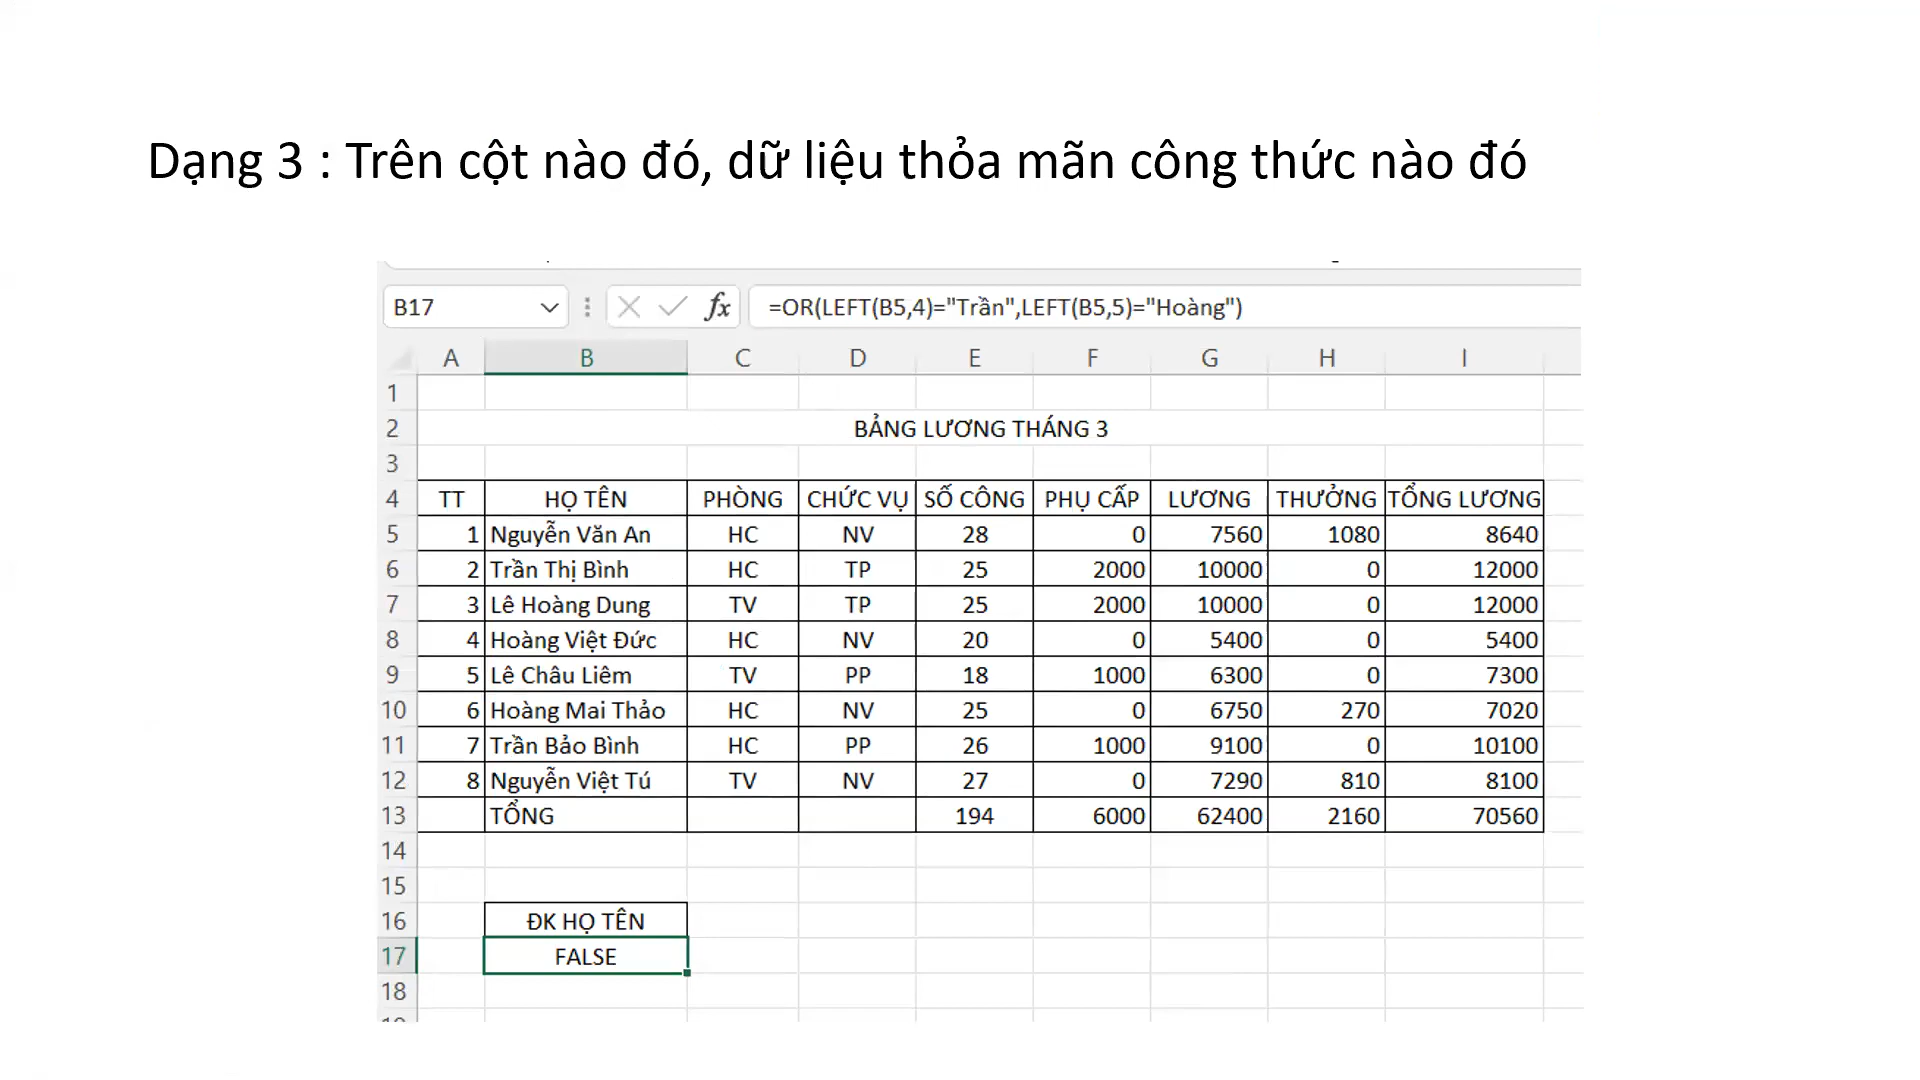 Dạng 3 : Trên cột nào đó, dữ liệu thỏa mãn công thức nào đó
B17 fx =OR(LEFT(B5,4)="Trần",LEFT(B5,5)="Hoàng")
A B C D E F G H I
1
2 BẢNG LƯƠNG THÁNG 3
3
4 TT HỌ TÊN PHÒNG CHỨC VỤ SỐ CÔNG PHỤ CẤP LƯƠNG THƯỞNG TỔNG LƯƠNG
5 1 Nguyễn Văn An HC NV 28 0 7560 1080 8640
6 2 Trần Thị Bình HC TP 25 2000 10000 0 12000
7 3 Lê Hoàng Dung TV TP 25 2000 10000 0 12000
8 4 Hoàng Việt Đức HC NV 20 0 5400 0 5400
9 5 Lê Châu Liêm TV PP 18 1000 6300 0 7300
10 6 Hoàng Mai Thảo HC NV 25 0 6750 270 7020
11 7 Trần Bảo Bình HC PP 26 1000 9100 0 10100
12 8 Nguyễn Việt Tú TV NV 27 0 7290 810 8100
13 TỔNG 194 6000 62400 2160 70560
14
15
16 ĐK HỌ TÊN
17 FALSE
18